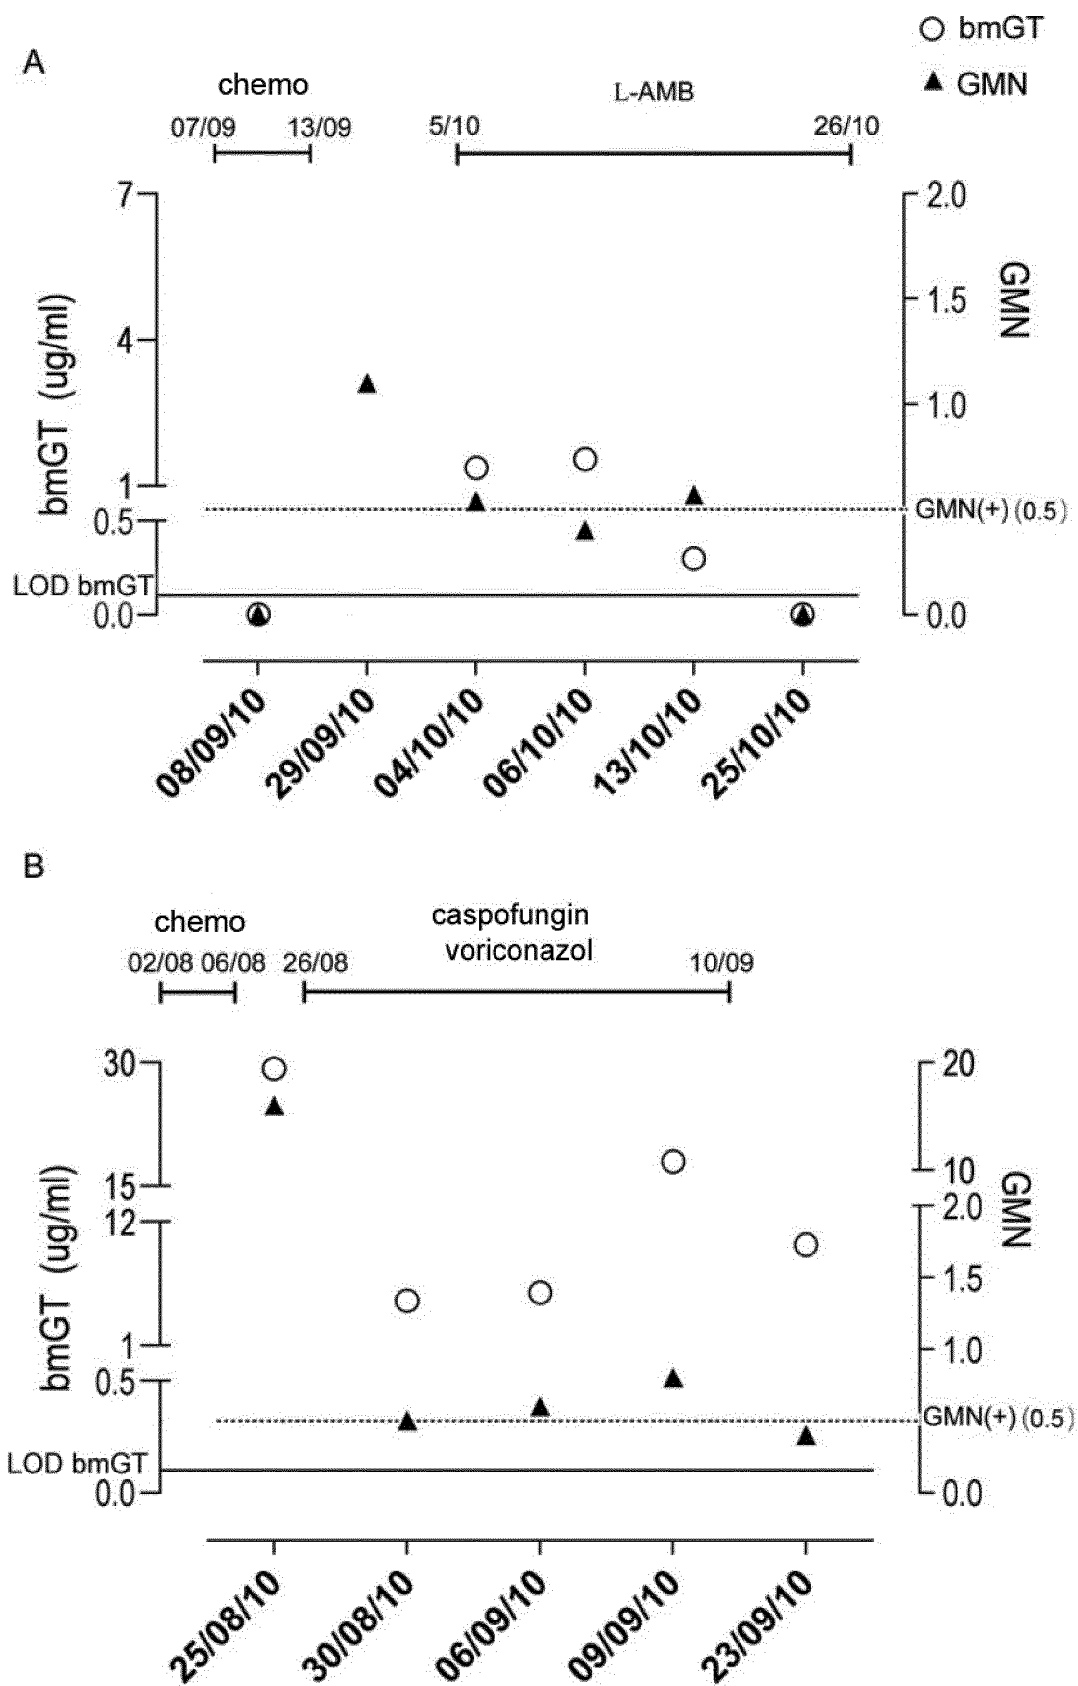 bmGT
GMN
A
chemo
L-AMB
07/09
13/09
5/10
26/10
7
4
1
0.5
0.0
bmGT (ug/ml)
LOD bmGT
2.0
1.5
1.0
0.0
GMN
GMN(+) (0.5)
08/09/10
29/09/10
04/10/10
06/10/10
13/10/10
25/10/10
B
chemo
caspofungin
voriconazol
02/08 06/08 26/08
10/09
30
15
12
1
0.5
0.0
bmGT (ug/ml)
LOD bmGT
20
10
2.0
1.5
1.0
0.0
GMN
GMN(+) (0.5)
25/08/10
30/08/10
06/09/10
09/09/10
23/09/10